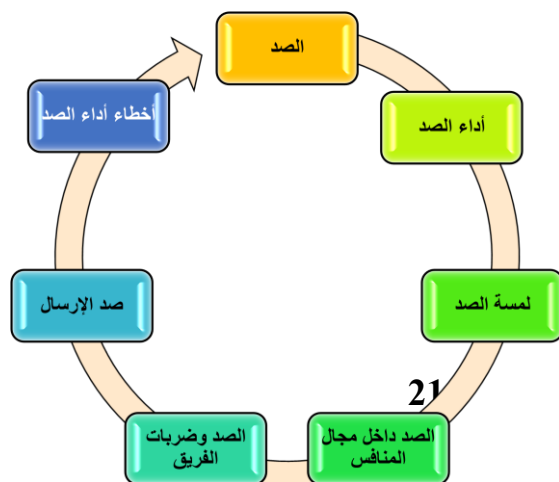 الصد
أداء الصد
لمسة الصد
21
الصد داخل مجال
المنافس
الصد وضربات
الفريق
صد الإرسال
أخطاء أداء الصد